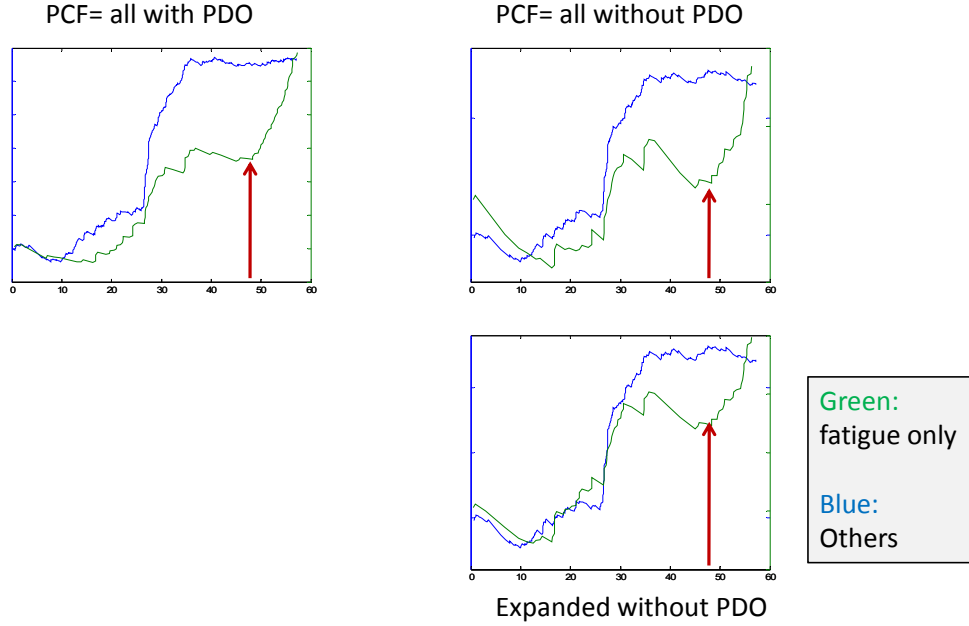 PCF= all with PDO
PCF= all without PDO
0 10 20 30 40 50 60
0 10 20 30 40 50 60
0 10 20 30 40 50 60
Green:
fatigue only
Blue:
Others
Expanded without PDO